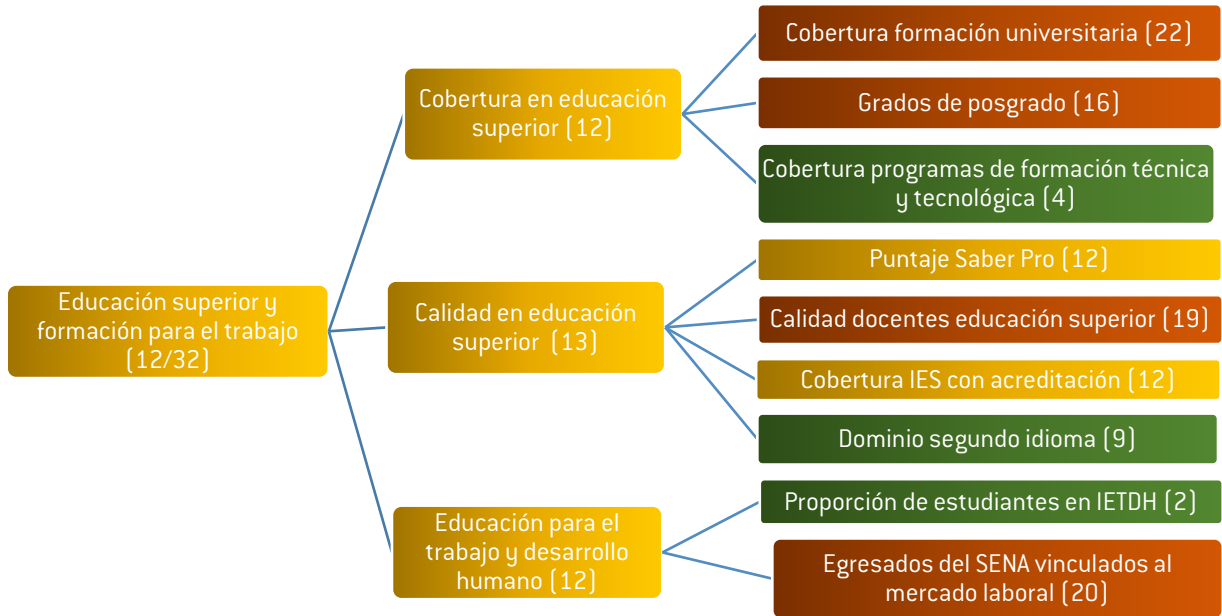 Educación superior y
formación para el trabajo
(12/32)
Cobertura en educación
superior (12)
Cobertura formación universitaria (22)
Grados de posgrado (16)
Cobertura programas de formación técnica
y tecnológica (4)
Calidad en educación
superior (13)
Puntaje Saber Pro (12)
Calidad docentes educación superior (19)
Cobertura IES con acreditación (12)
Dominio segundo idioma (9)
Educación para el
trabajo y desarrollo
humano (12)
Proporción de estudiantes en IETDH (2)
Egresados del SENA vinculados al
mercado laboral (20)